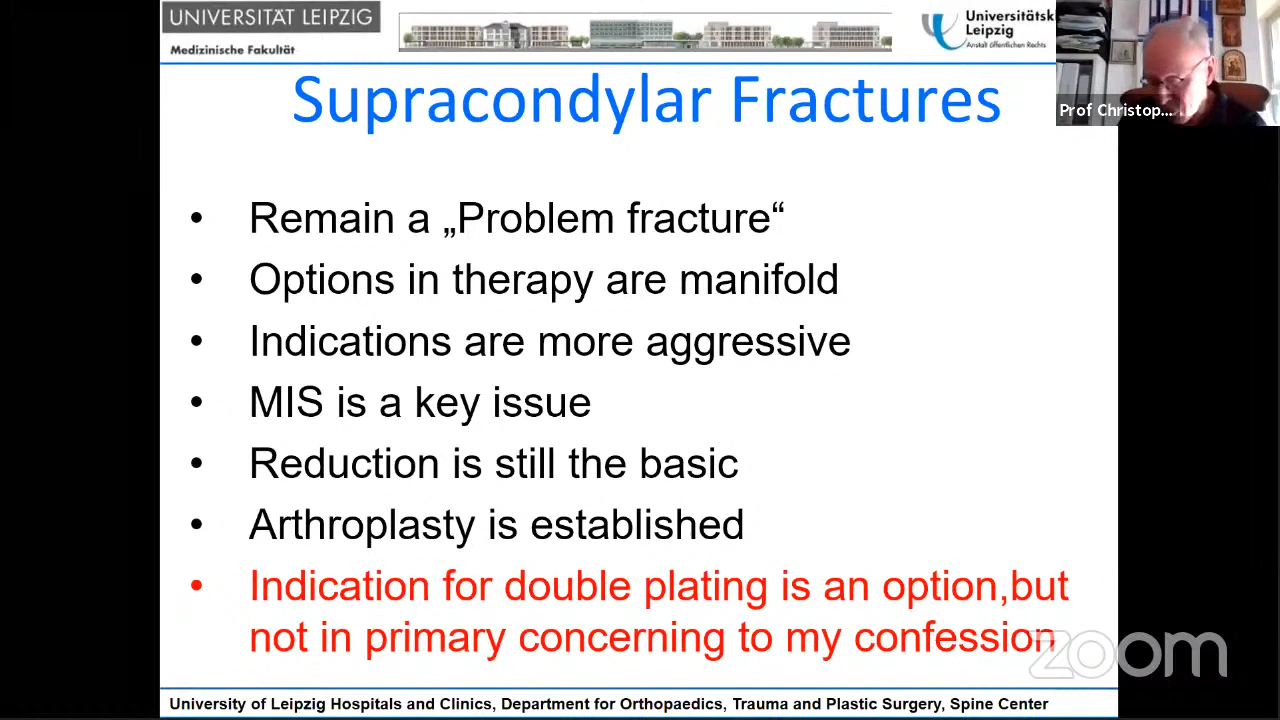 UNIVERSITÄT LEIPZIG
Medizinische Fakultät
Universitätsk
Leipzig
Anstalt öffentlichen Rechts
Prof Christop...
Supracondylar Fractures
• Remain a „Problem fracture“
• Options in therapy are manifold
• Indications are more aggressive
• MIS is a key issue
• Reduction is still the basic
• Arthroplasty is established
• Indication for double plating is an option,but
not in primary concerning to my confession
zoom
University of Leipzig Hospitals and Clinics, Department for Orthopaedics, Trauma and Plastic Surgery, Spine Center